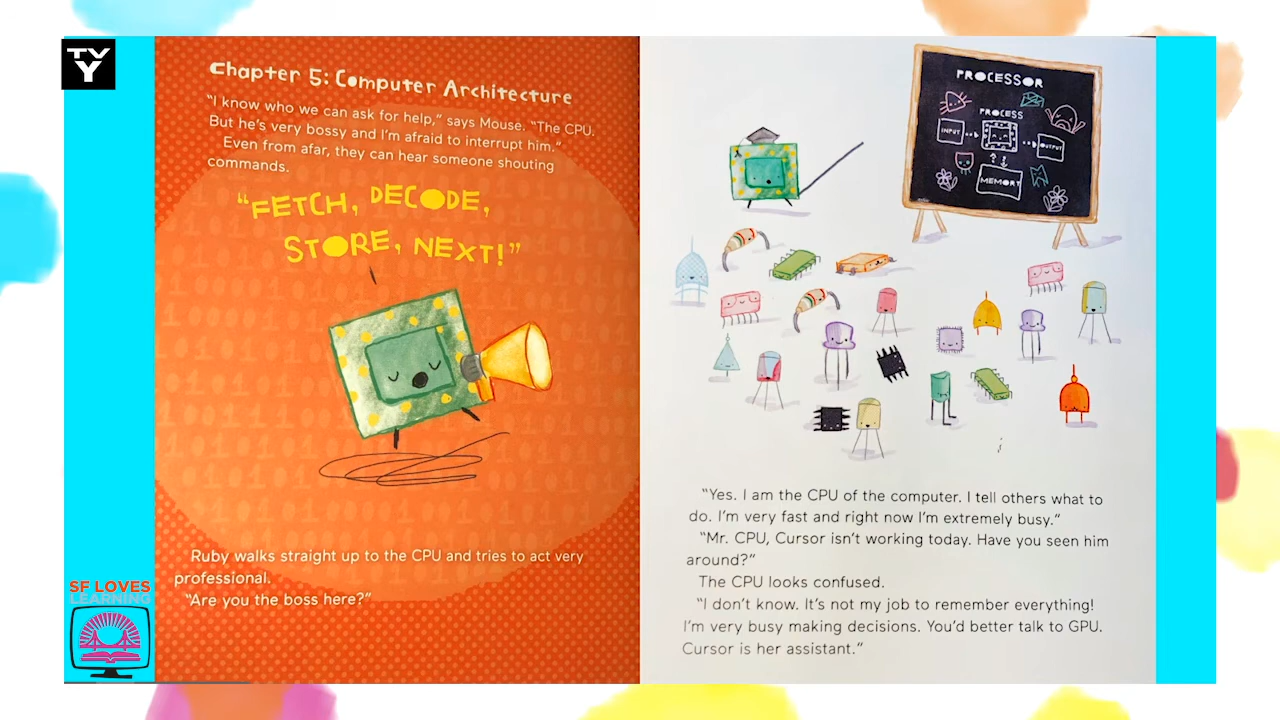 TV
Y
Chapter 5: Computer Architecture
"I know who we can ask for help," says Mouse. "The CPU.
But he's very bossy and I'm afraid to interrupt him."
Even from afar, they can hear someone shouting
commands.
"FETCH, DECODE,
STORE, NEXT!"
Ruby walks straight up to the CPU and tries to act very
professional.
"Are you the boss here?"
SF LOVES
LEARNING
PROCESSOR
PROCESS
INPUT
OUTPUT
MEMORY
"Yes. I am the CPU of the computer. I tell others what to
do. I'm very fast and right now I'm extremely busy."
"Mr. CPU, Cursor isn't working today. Have you seen him
around?"
The CPU looks confused.
"I don't know. It's not my job to remember everything!
I'm very busy making decisions. You'd better talk to GPU.
Cursor is her assistant."